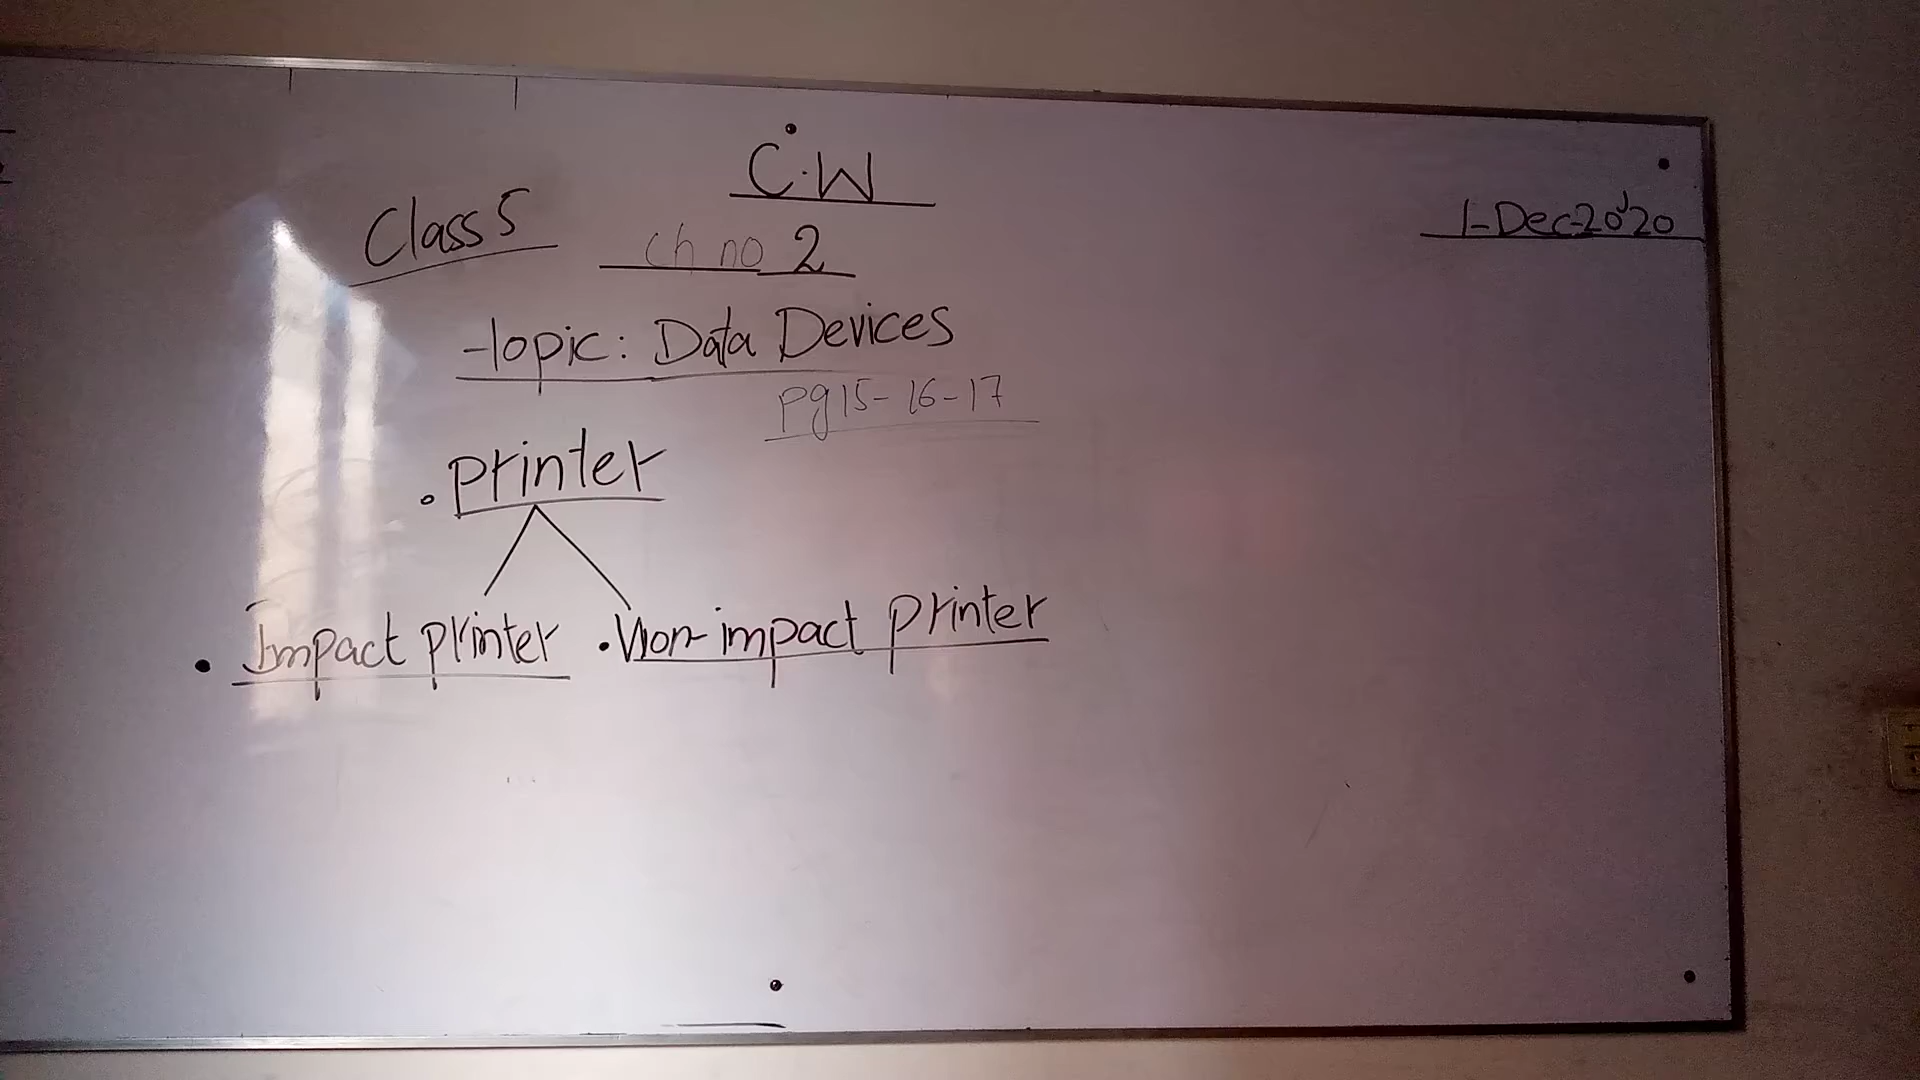 C.W
1-Dec-2020
Class 5
ch no 2
Topic: Data Devices
pg 15-16-17
. printer
. Impact printer . Non-impact printer